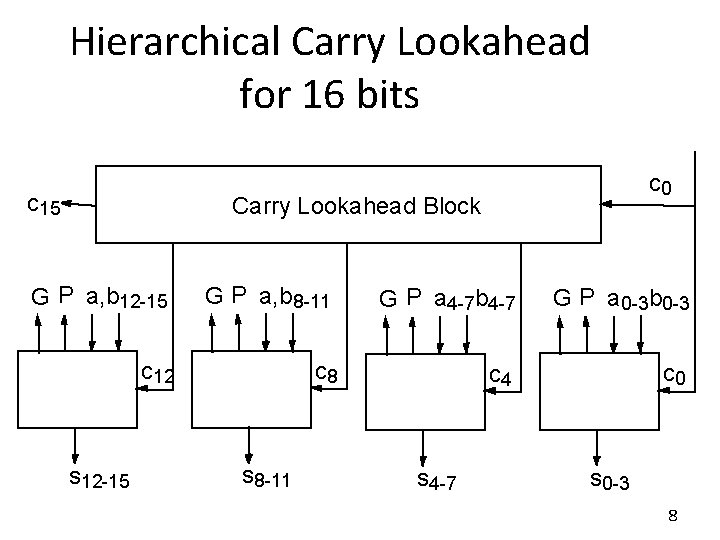 Hierarchical Carry Lookahead
for 16 bits
c15
Carry Lookahead Block
c0
G P a,b12-15
G P a,b8-11
G P a4-7b4-7
G P a0-3b0-3
c12
c8
c4
c0
s12-15
s8-11
s4-7
s0-3
8